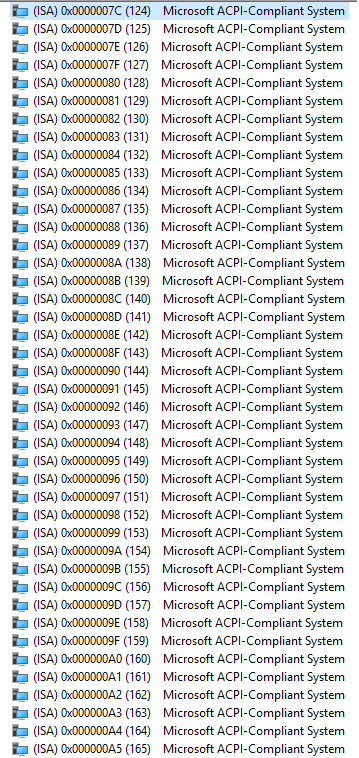 (ISA) 0x0000007C (124) Microsoft ACPI-Compliant System
(ISA) 0x0000007D (125) Microsoft ACPI-Compliant System
(ISA) 0x0000007E (126) Microsoft ACPI-Compliant System
(ISA) 0x0000007F (127) Microsoft ACPI-Compliant System
(ISA) 0x00000080 (128) Microsoft ACPI-Compliant System
(ISA) 0x00000081 (129) Microsoft ACPI-Compliant System
(ISA) 0x00000082 (130) Microsoft ACPI-Compliant System
(ISA) 0x00000083 (131) Microsoft ACPI-Compliant System
(ISA) 0x00000084 (132) Microsoft ACPI-Compliant System
(ISA) 0x00000085 (133) Microsoft ACPI-Compliant System
(ISA) 0x00000086 (134) Microsoft ACPI-Compliant System
(ISA) 0x00000087 (135) Microsoft ACPI-Compliant System
(ISA) 0x00000088 (136) Microsoft ACPI-Compliant System
(ISA) 0x00000089 (137) Microsoft ACPI-Compliant System
(ISA) 0x0000008A (138) Microsoft ACPI-Compliant System
(ISA) 0x0000008B (139) Microsoft ACPI-Compliant System
(ISA) 0x0000008C (140) Microsoft ACPI-Compliant System
(ISA) 0x0000008D (141) Microsoft ACPI-Compliant System
(ISA) 0x0000008E (142) Microsoft ACPI-Compliant System
(ISA) 0x0000008F (143) Microsoft ACPI-Compliant System
(ISA) 0x00000090 (144) Microsoft ACPI-Compliant System
(ISA) 0x00000091 (145) Microsoft ACPI-Compliant System
(ISA) 0x00000092 (146) Microsoft ACPI-Compliant System
(ISA) 0x00000093 (147) Microsoft ACPI-Compliant System
(ISA) 0x00000094 (148) Microsoft ACPI-Compliant System
(ISA) 0x00000095 (149) Microsoft ACPI-Compliant System
(ISA) 0x00000096 (150) Microsoft ACPI-Compliant System
(ISA) 0x00000097 (151) Microsoft ACPI-Compliant System
(ISA) 0x00000098 (152) Microsoft ACPI-Compliant System
(ISA) 0x00000099 (153) Microsoft ACPI-Compliant System
(ISA) 0x0000009A (154) Microsoft ACPI-Compliant System
(ISA) 0x0000009B (155) Microsoft ACPI-Compliant System
(ISA) 0x0000009C (156) Microsoft ACPI-Compliant System
(ISA) 0x0000009D (157) Microsoft ACPI-Compliant System
(ISA) 0x0000009E (158) Microsoft ACPI-Compliant System
(ISA) 0x0000009F (159) Microsoft ACPI-Compliant System
(ISA) 0x000000A0 (160) Microsoft ACPI-Compliant System
(ISA) 0x000000A1 (161) Microsoft ACPI-Compliant System
(ISA) 0x000000A2 (162) Microsoft ACPI-Compliant System
(ISA) 0x000000A3 (163) Microsoft ACPI-Compliant System
(ISA) 0x000000A4 (164) Microsoft ACPI-Compliant System
(ISA) 0x000000A5 (165) Microsoft ACPI-Compliant System